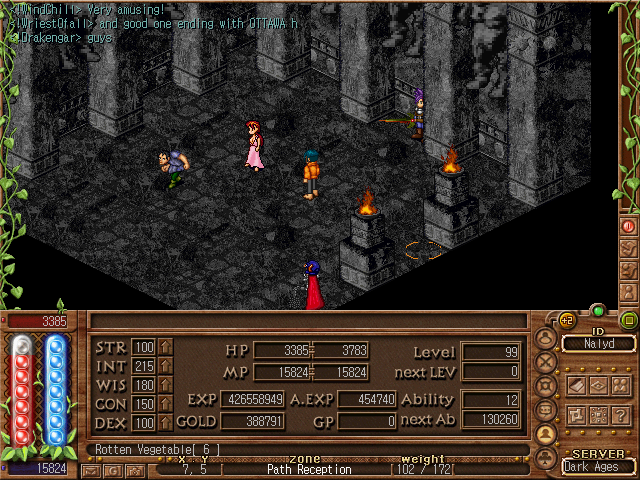 <!WindChill> Very amusing!
<!WriestOfall> and good one ending with OTTAWA h
<!Drakengar> guys
3385
+2
ID
Nalyd
STR 100 HP 3385 3783 Level 99
INT 215 MP 15824 15824 next LEV 0
WIS 180
CON 150 EXP 426558949 A.EXP 454740 Ability 12
DEX 100 GOLD 388791 GP 0 next Ab 130260
Rotten Vegetable[ 6 ]
X Y zone weight
15824 G 7, 5 [ Path Reception [102 / 172[
SERVER
Dark Ages